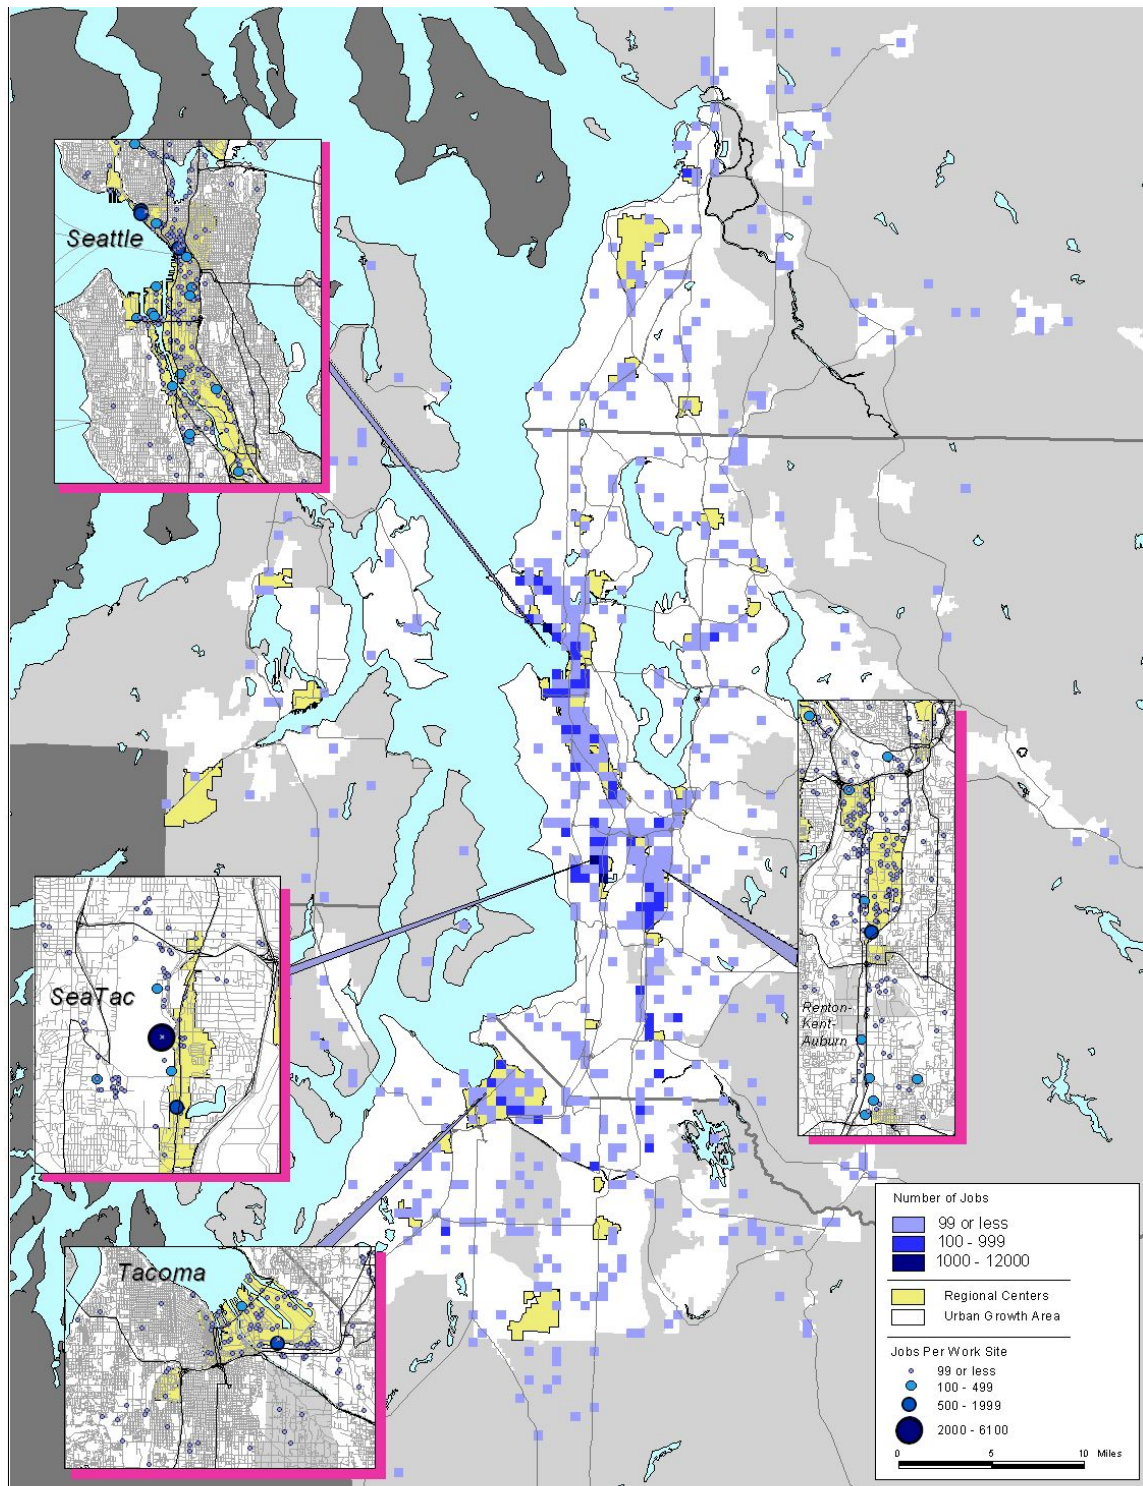 Seattle
SeaTac
Renton-
Kent-
Auburn
Tacoma
Number of Jobs
99 or less
100 - 999
1000 - 12000
Regional Centers
Urban Growth Area
Jobs Per Work Site
99 or less
100 - 499
500 - 1999
2000 - 6100
0 5 10 Miles